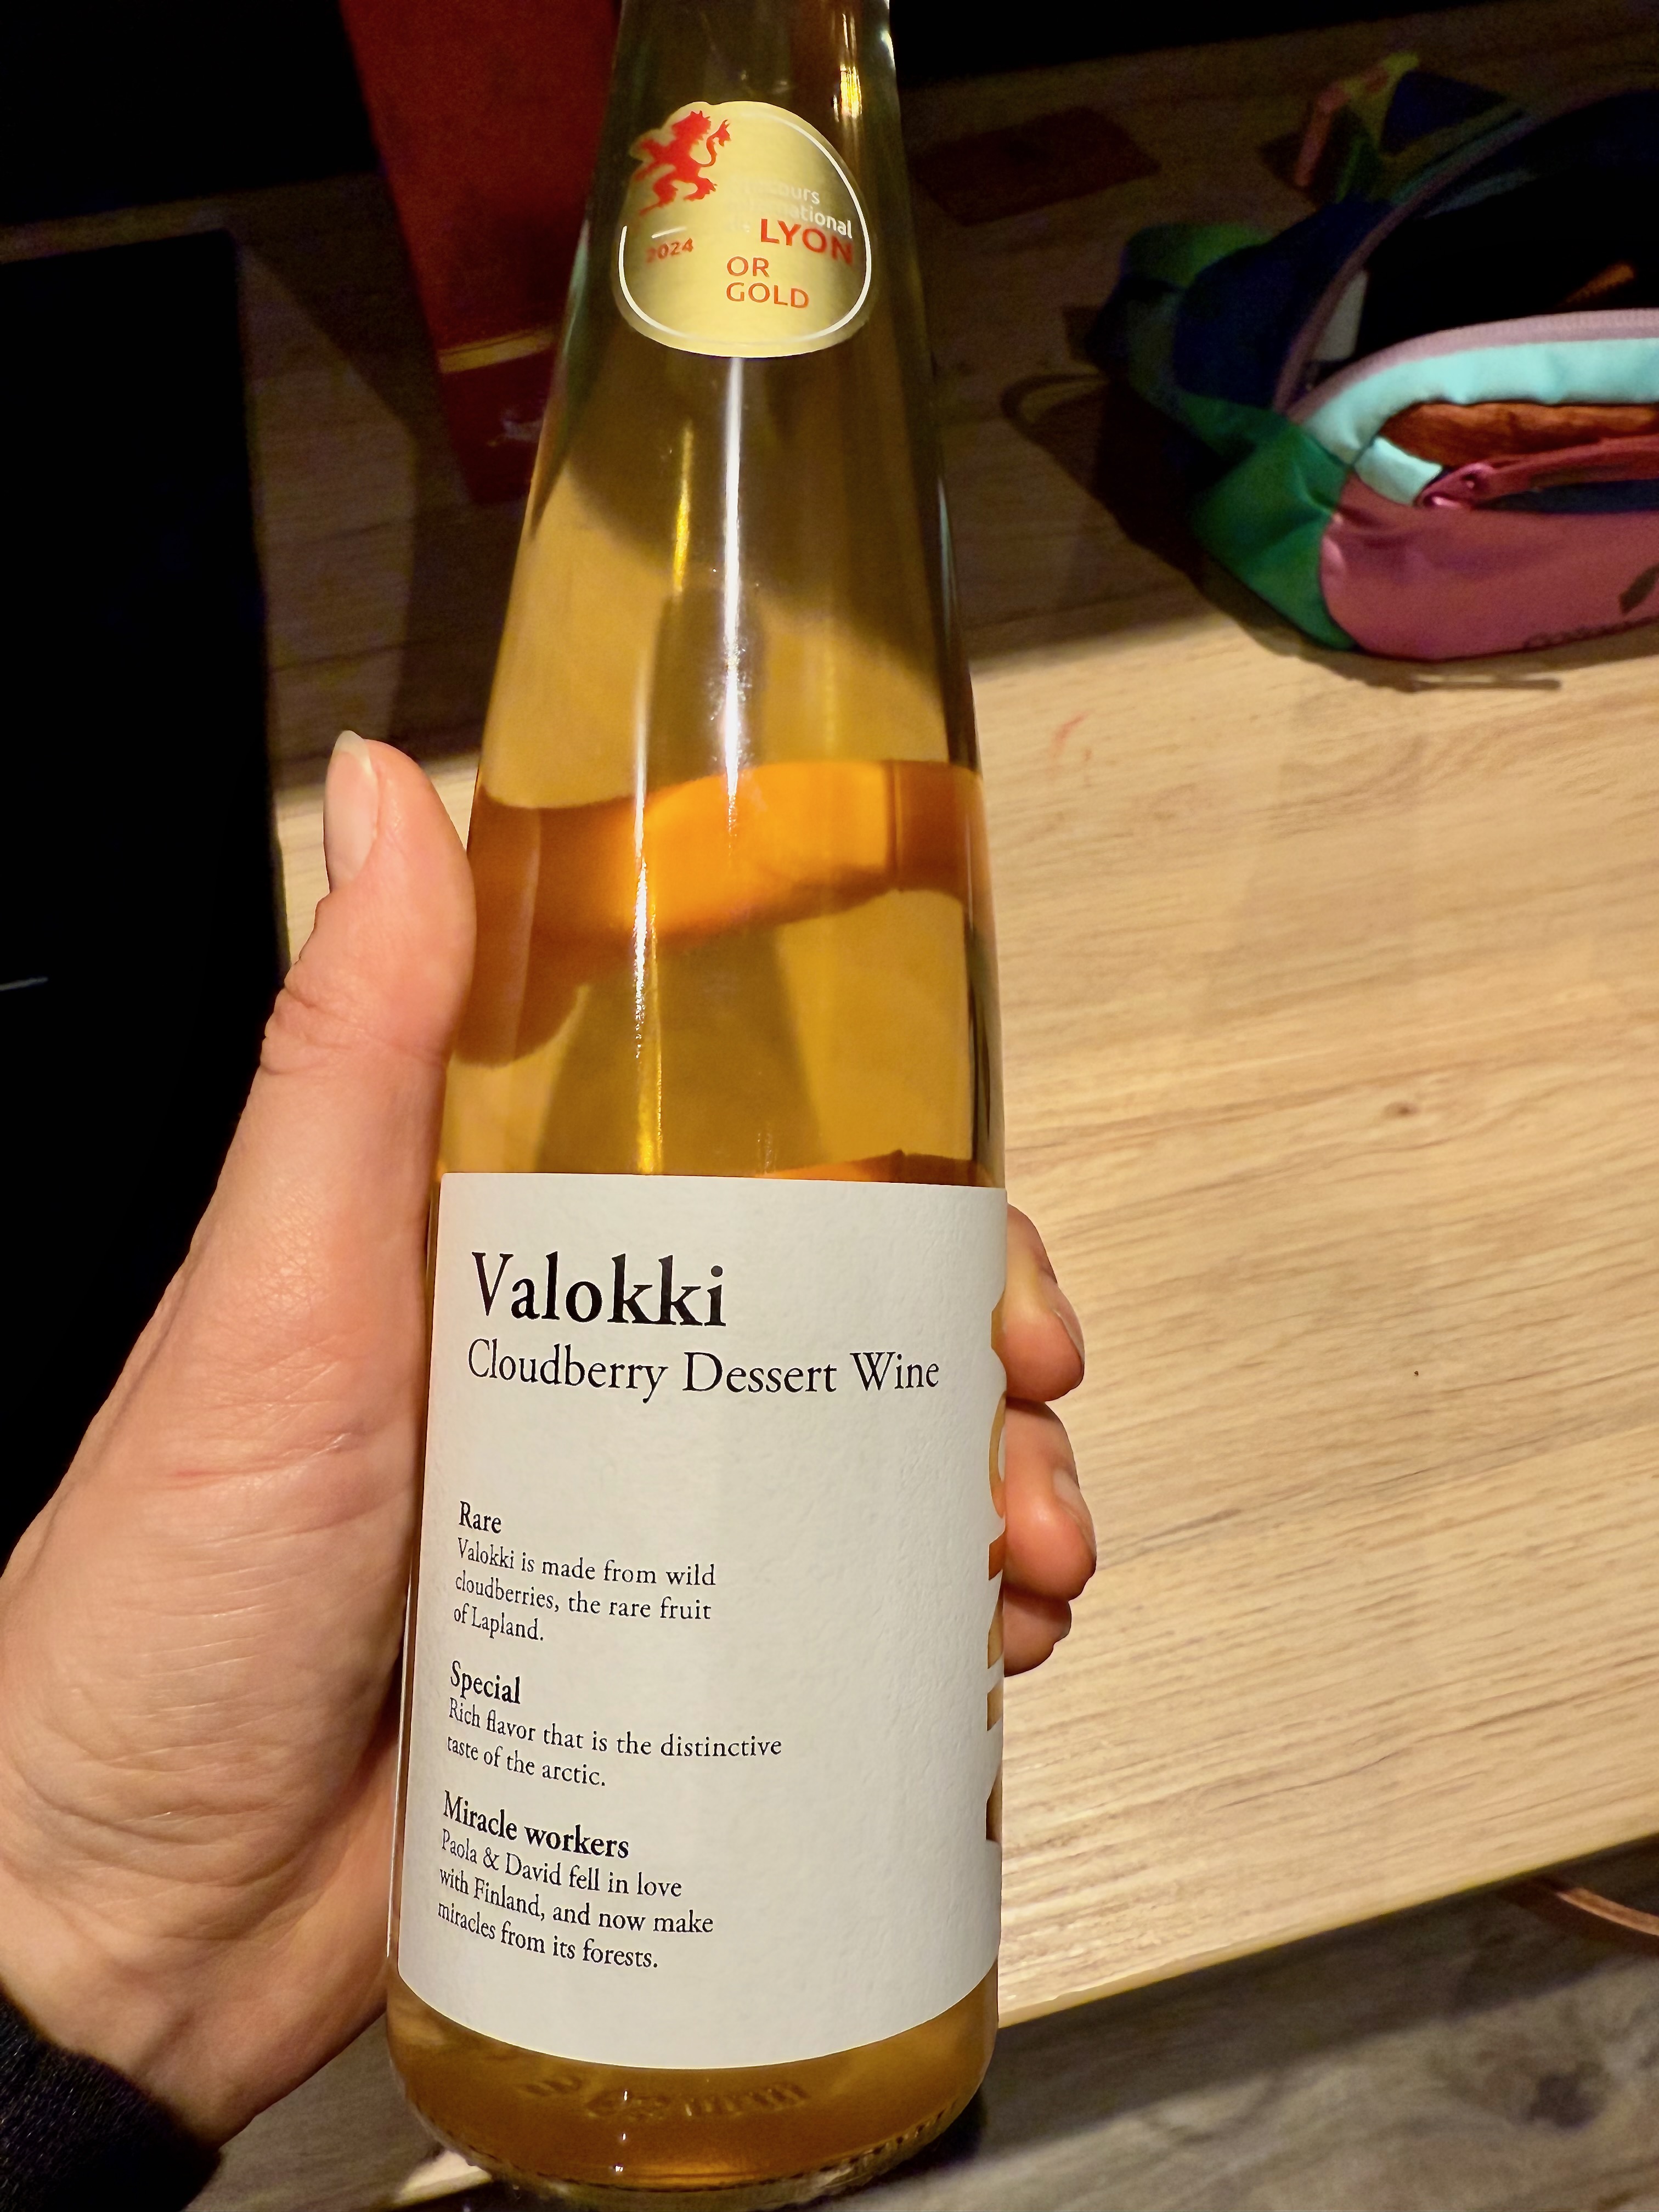 2024
LYON
OR
GOLD
Valokki
Cloudberry Dessert Wine
Rare
Valokki is made from wild
cloudberries, the rare fruit
of Lapland.
Special
Rich flavor that is the distinctive
taste of the arctic.
Miracle workers
Paola & David fell in love
with Finland, and now make
miracles from its forests.